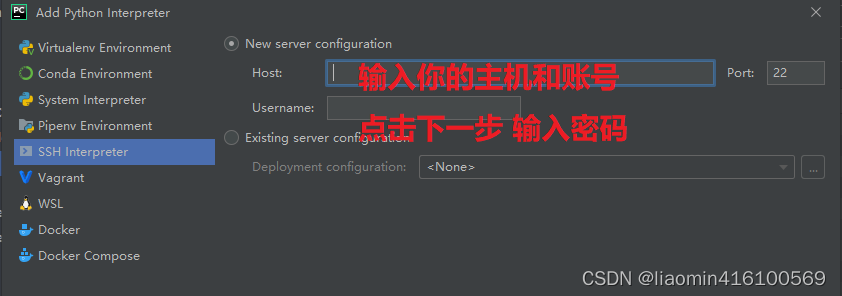 PC Add Python Interpreter
Virtualenv Environment
Conda Environment
System Interpreter
Pipenv Environment
SSH Interpreter
Vagrant
WSL
Docker
Docker Compose
New server configuration
Host: 输入你的主机和账号 Port: 22
Username:
点击下一步 输入密码
Existing server configuration
Deployment configuration: <None> ...
CSDN @liaomin416100569